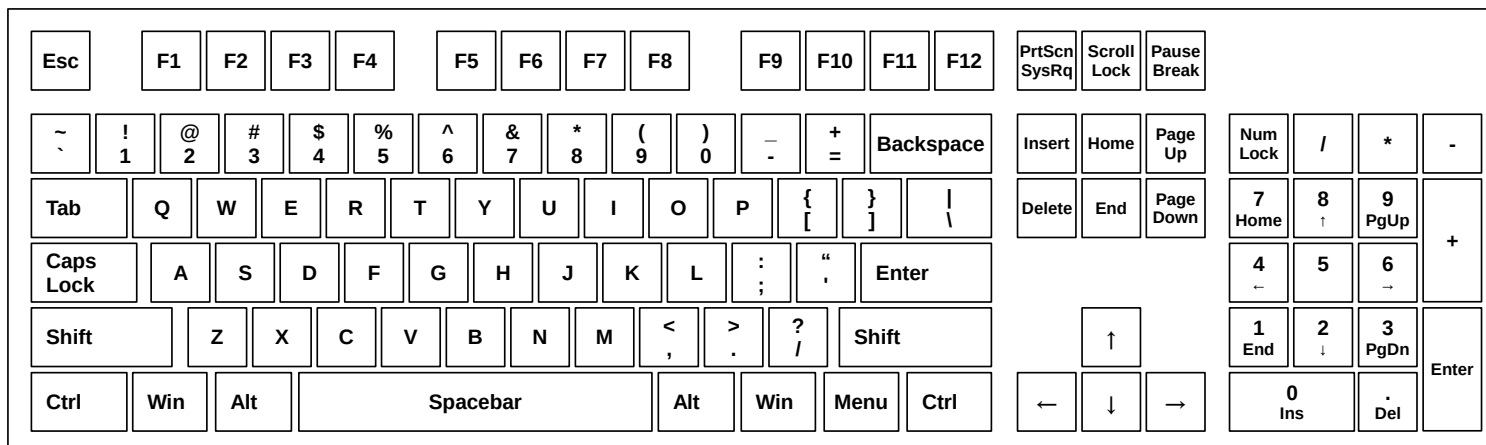 Esc F1 F2 F3 F4 F5 F6 F7 F8 F9 F10 F11 F12 PrtScn SysRq Scroll Lock Pause Break
~ ! @ # $ % ^ & * ( ) _ +
` 1 2 3 4 5 6 7 8 9 0 - = Backspace Insert Home Page Up Num Lock / * -
Tab Q W E R T Y U I O P { [ } ] | \ Delete End Page Down 7 Home 8 ↑ 9 PgUp +
Caps Lock A S D F G H J K L : ; “ ' Enter 4 ← 5 6 →
Shift Z X C V B N M < , > . ? / Shift ↑ 1 End 2 ↓ 3 PgDn Enter
Ctrl Win Alt Spacebar Alt Win Menu Ctrl ← ↓ → 0 Ins . Del